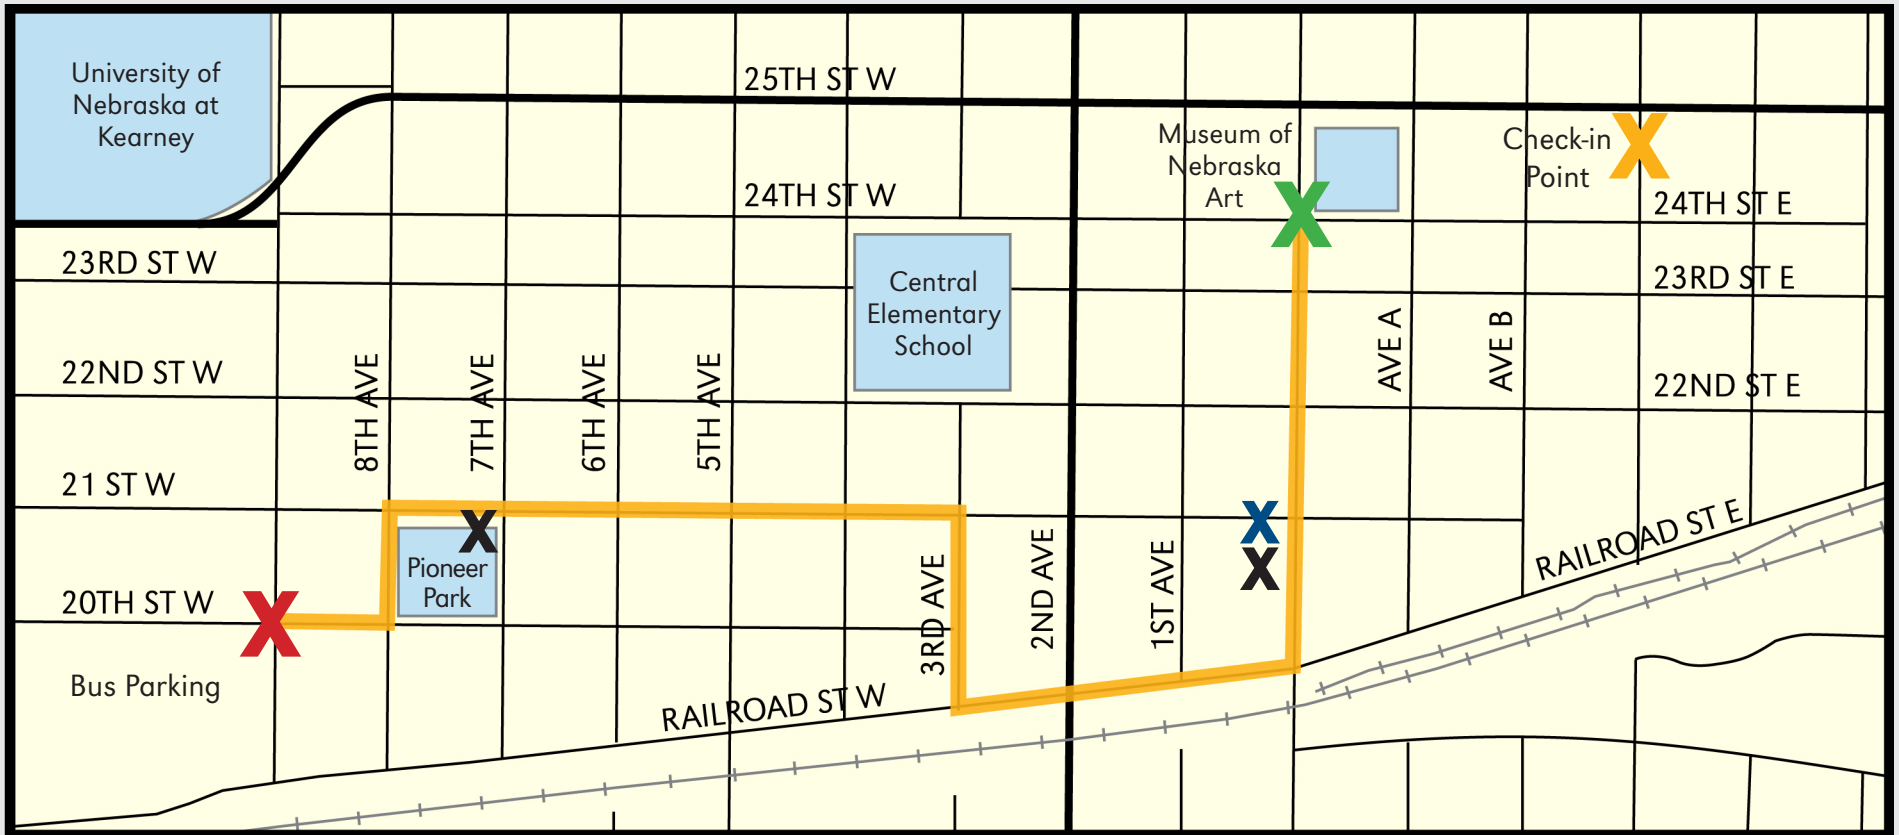 University of
Nebraska at
Kearney
25TH ST W
Museum of
Nebraska
Art
Check-in
Point
X
X
24TH ST W
24TH ST E
23RD ST W
23RD ST E
Central
Elementary
School
22ND ST W
22ND ST E
8TH AVE
7TH AVE
6TH AVE
5TH AVE
AVE A
AVE B
21 ST W
X
X
X
Pioneer
Park
20TH ST W
X
3RD AVE
2ND AVE
1ST AVE
RAILROAD ST E
Bus Parking
RAILROAD ST W